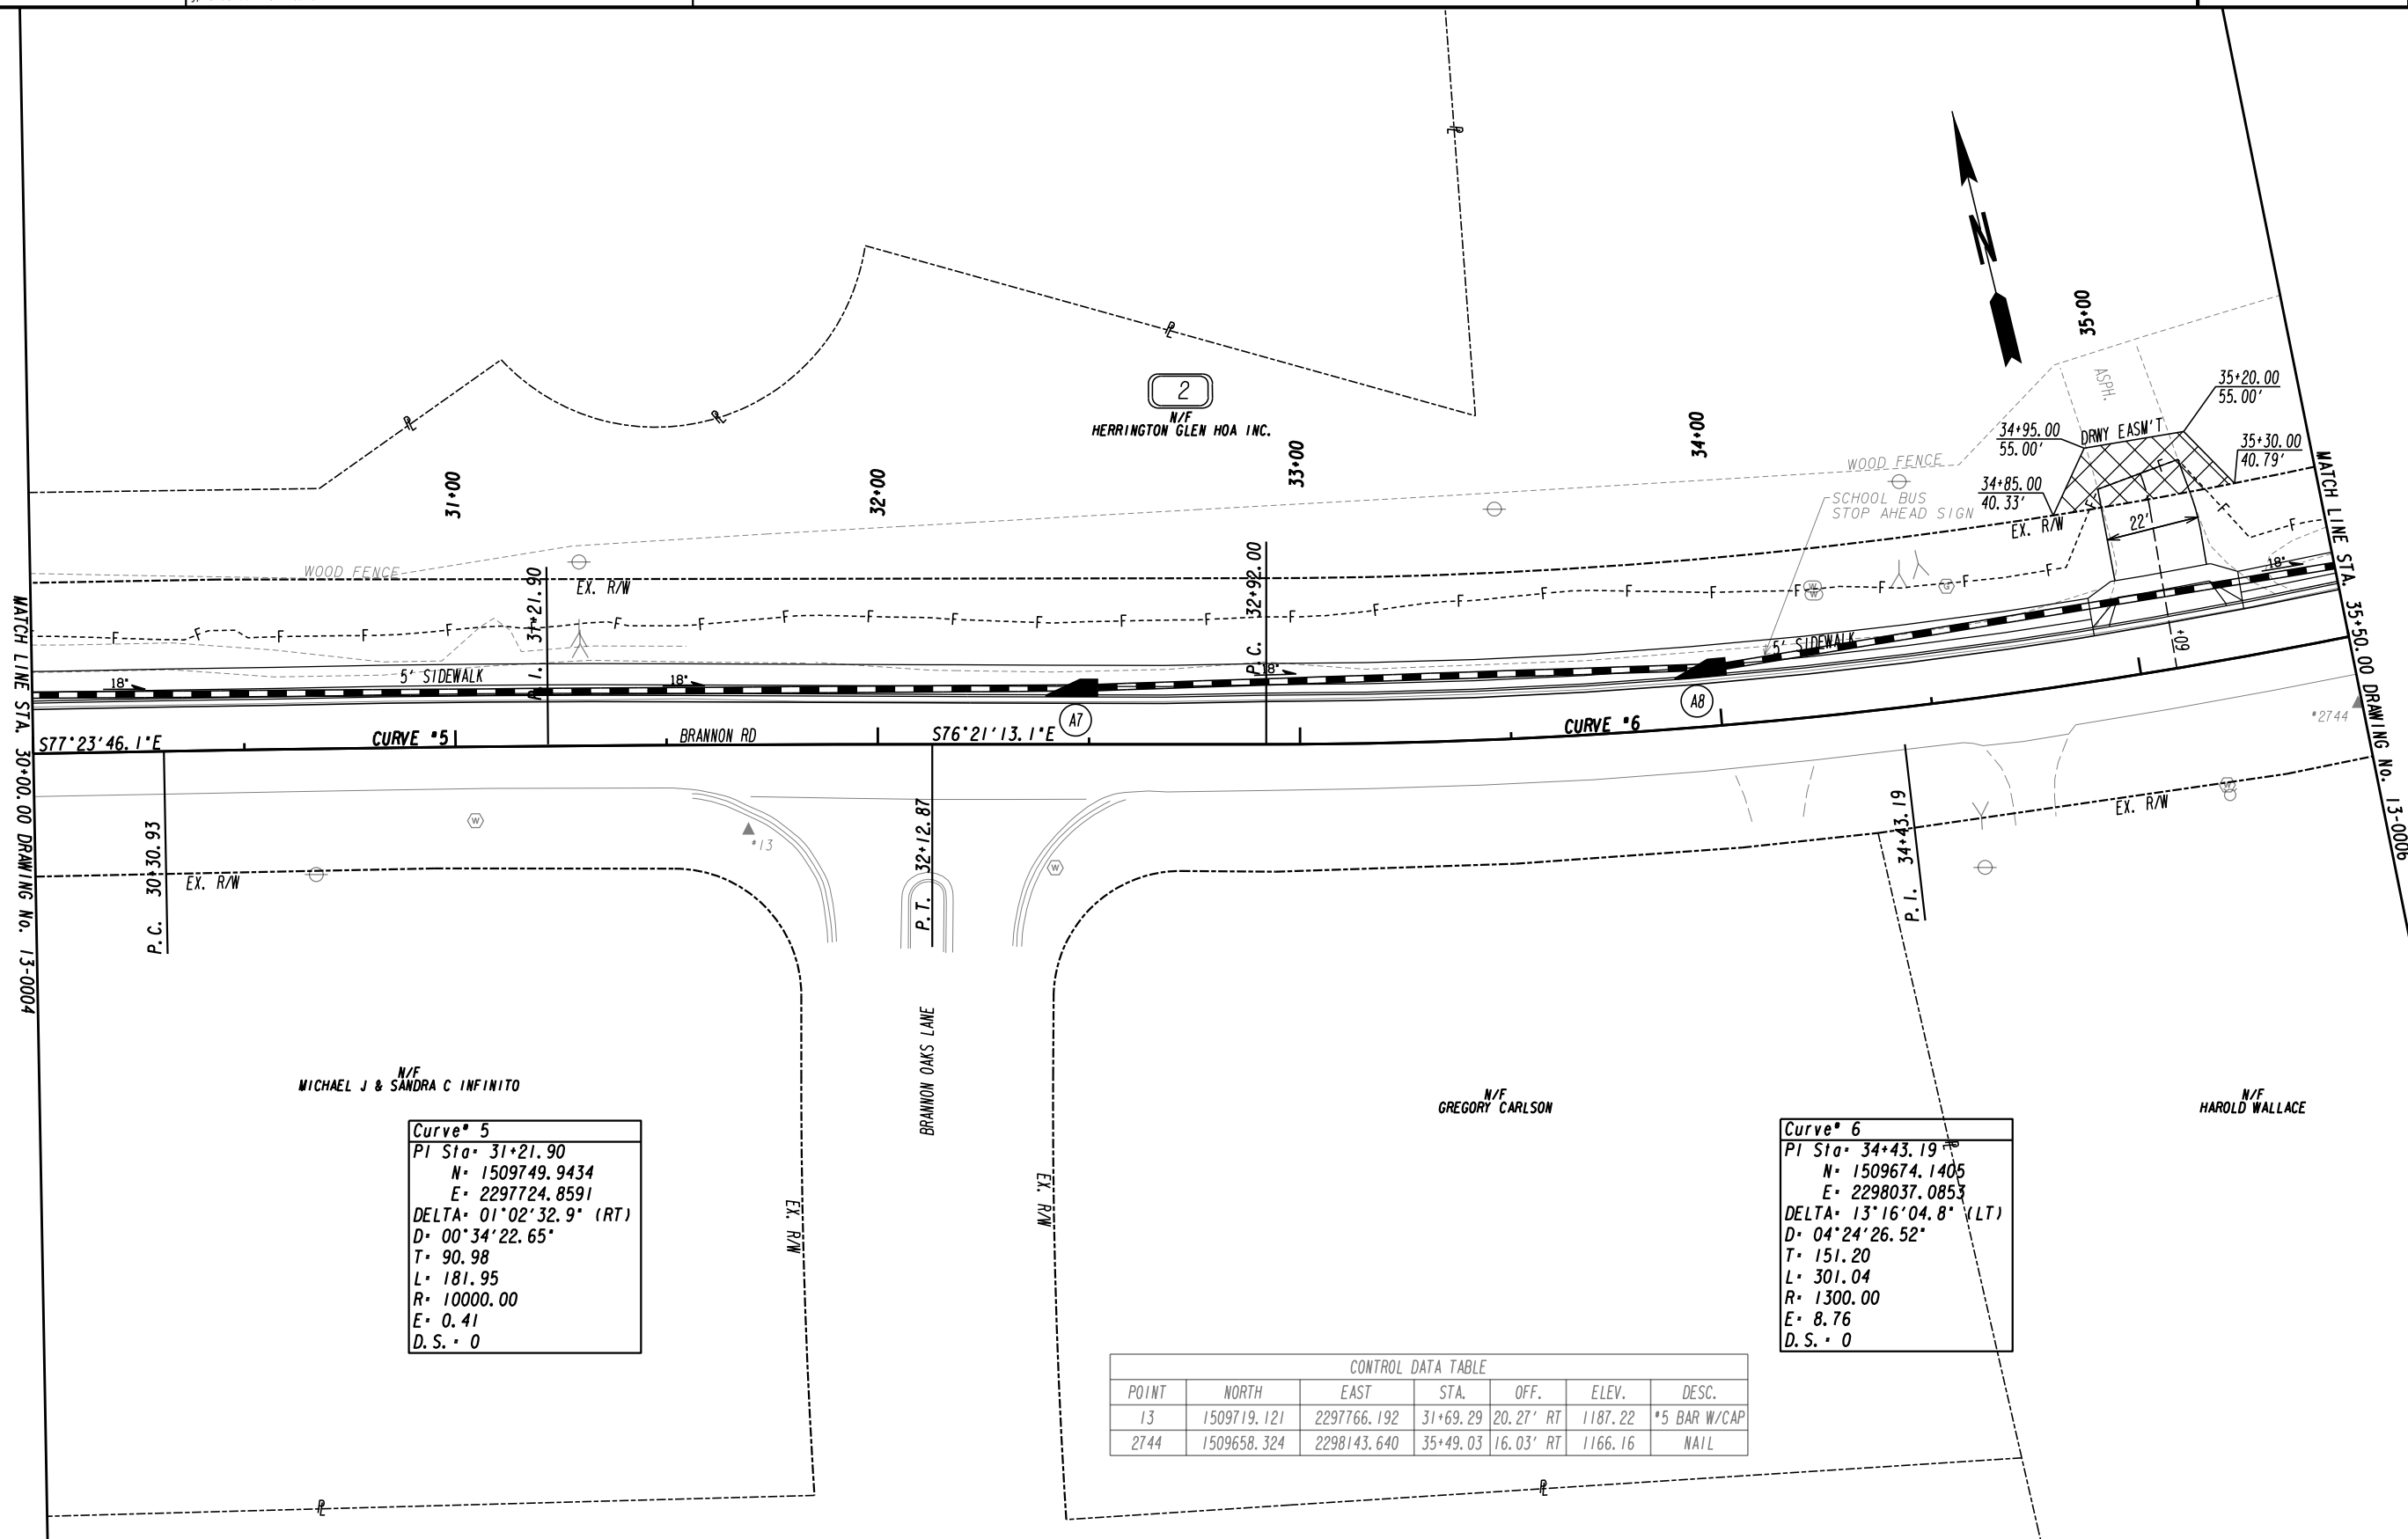 35+00
ASPH.
35+20.00
55.00'
34+95.00
55.00'
DRWY EASM'T
35+30.00
40.79'
34+85.00
40.33'
EX. R/W
22'
+09
18"
2
N/F
HERRINGTON GLEN HOA INC.
31+00
32+00
33+00
34+00
WOOD FENCE
SCHOOL BUS
STOP AHEAD SIGN
WOOD FENCE
EX. R/W
P.I. 31+21.90
P.C. 32+92.00
F F F F F F F F F F F F F F F F F F F F F F F F F F F F F
W
W
G
5' SIDEWALK
5' SIDEWALK
18"
18"
18"
A7
A8
S77°23'46.1"E
CURVE #5
BRANNON RD
S76°21'13.1"E
CURVE #6
#2744
MATCH LINE STA. 30+00.00 DRAWING No. 13-0004
MATCH LINE STA. 35+50.00 DRAWING No. 13-0006
P.C. 30+30.93
EX. R/W
W
#13
P.T. 32+12.87
W
P.I. 34+43.19
EX. R/W
W
BRANNON OAKS LANE
EX. R/W
EX. R/W
N/F
MICHAEL J & SANDRA C INFINITO
N/F
GREGORY CARLSON
N/F
HAROLD WALLACE
Curve# 5
PI Sta= 31+21.90
N= 1509749.9434
E= 2297724.8591
DELTA= 01°02'32.9" (RT)
D= 00°34'22.65"
T= 90.98
L= 181.95
R= 10000.00
E= 0.41
D.S. = 0
Curve# 6
PI Sta= 34+43.19
N= 1509674.1405
E= 2298037.0853
DELTA= 13°16'04.8" (LT)
D= 04°24'26.52"
T= 151.20
L= 301.04
R= 1300.00
E= 8.76
D.S. = 0
CONTROL DATA TABLE
POINT NORTH EAST STA. OFF. ELEV. DESC.
13 1509719.121 2297766.192 31+69.29 20.27' RT 1187.22 #5 BAR W/CAP
2744 1509658.324 2298143.640 35+49.03 16.03' RT 1166.16 NAIL
N